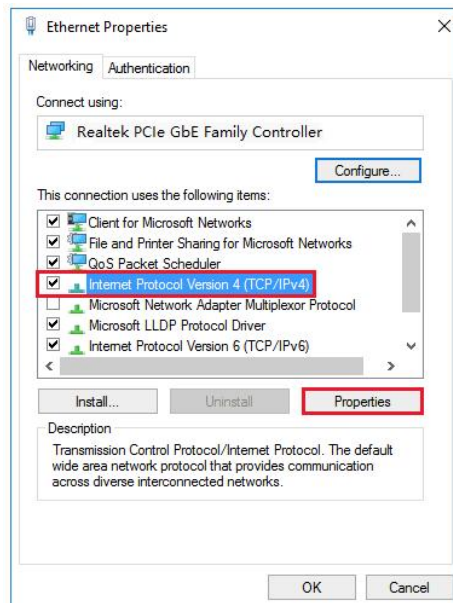 Ethernet Properties
Networking
Authentication
Connect using:
Realtek PCIe GbE Family Controller
Configure...
This connection uses the following items:
Client for Microsoft Networks
File and Printer Sharing for Microsoft Networks
QoS Packet Scheduler
Internet Protocol Version 4 (TCP/IPv4)
Microsoft Network Adapter Multiplexor Protocol
Microsoft LLDP Protocol Driver
Internet Protocol Version 6 (TCP/IPv6)
Install...
Uninstall
Properties
Description
Transmission Control Protocol/Internet Protocol. The default
wide area network protocol that provides communication
across diverse interconnected networks.
OK
Cancel